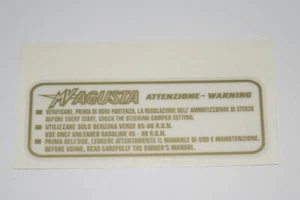 MV AGUSTA ATTENZIONE - WARNING
■ VERIFICARE, PRIMA DI OGNI PARTENZA, LA REGOLAZIONE DELL' AMMORTIZZATORE DI STERZO
BEFORE EVERY START, CHECK THE STEERING DAMPER SETTING.
■ UTILIZZARE SOLO BENZINA VERDE 95-98 R.O.N.
USE ONLY UNLEADED GASOLINE 95 - 98 R.O.N.
■ PRIMA DELL'USO, LEGGERE ATTENTAMENTE IL MANUALE DI USO E MANUTENZIONE.
BEFORE USING, READ CAREFULLY THE OWNER'S MANUAL.